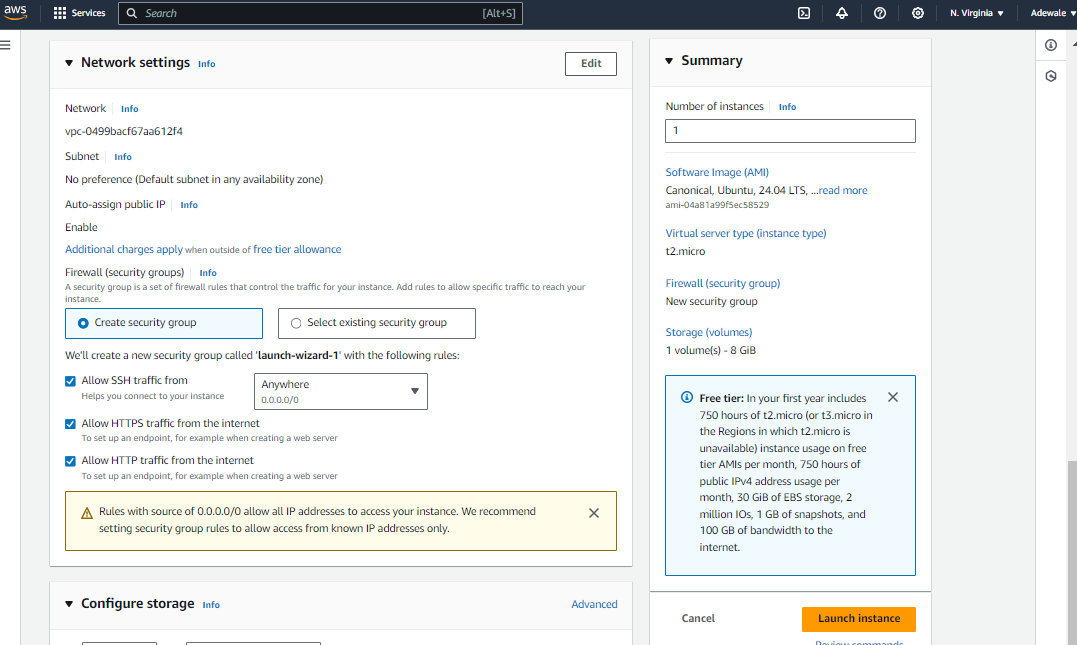 aws
Services
Search
[Alt+S]
N. Virginia
Adewale
Network settings Info
Edit
Network Info
vpc-0499bacf67aa612f4
Subnet Info
No preference (Default subnet in any availability zone)
Auto-assign public IP Info
Enable
Additional charges apply when outside of free tier allowance
Firewall (security groups) Info
A security group is a set of firewall rules that control the traffic for your instance. Add rules to allow specific traffic to reach your
instance.
Create security group
Select existing security group
We'll create a new security group called 'launch-wizard-1' with the following rules:
Allow SSH traffic from
Helps you connect to your instance
Anywhere
0.0.0.0/0
Allow HTTPS traffic from the internet
To set up an endpoint, for example when creating a web server
Allow HTTP traffic from the internet
To set up an endpoint, for example when creating a web server
Rules with source of 0.0.0.0/0 allow all IP addresses to access your instance. We recommend
setting security group rules to allow access from known IP addresses only.
Configure storage Info
Advanced
Summary
Number of instances Info
1
Software Image (AMI)
Canonical, Ubuntu, 24.04 LTS, ...read more
ami-04a81a99f5ec58529
Virtual server type (instance type)
t2.micro
Firewall (security group)
New security group
Storage (volumes)
1 volume(s) - 8 GiB
Free tier: In your first year includes
750 hours of t2.micro (or t3.micro in
the Regions in which t2.micro is
unavailable) instance usage on free
tier AMIs per month, 750 hours of
public IPv4 address usage per
month, 30 GiB of EBS storage, 2
million IOs, 1 GB of snapshots, and
100 GB of bandwidth to the
internet.
Cancel
Launch instance
Review commands